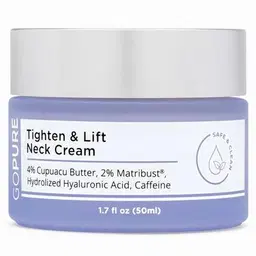 GOPURE
Tighten & Lift
Neck Cream
4% Cupuacu Butter, 2% Matribust®,
Hydrolized Hyaluronic Acid, Caffeine
1.7 fl oz (50ml)
SAFE & CLEAN